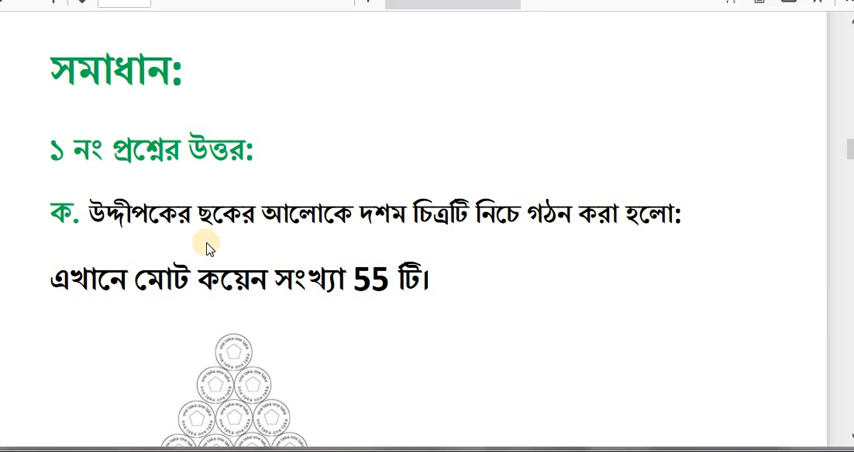 সমাধান:
১ নং প্রশ্নের উত্তর:
ক. উদ্দীপকের ছকের আলোকে দশম চিত্রটি নিচে গঠন করা হলো:
এখানে মোট কয়েন সংখ্যা 55 টি।